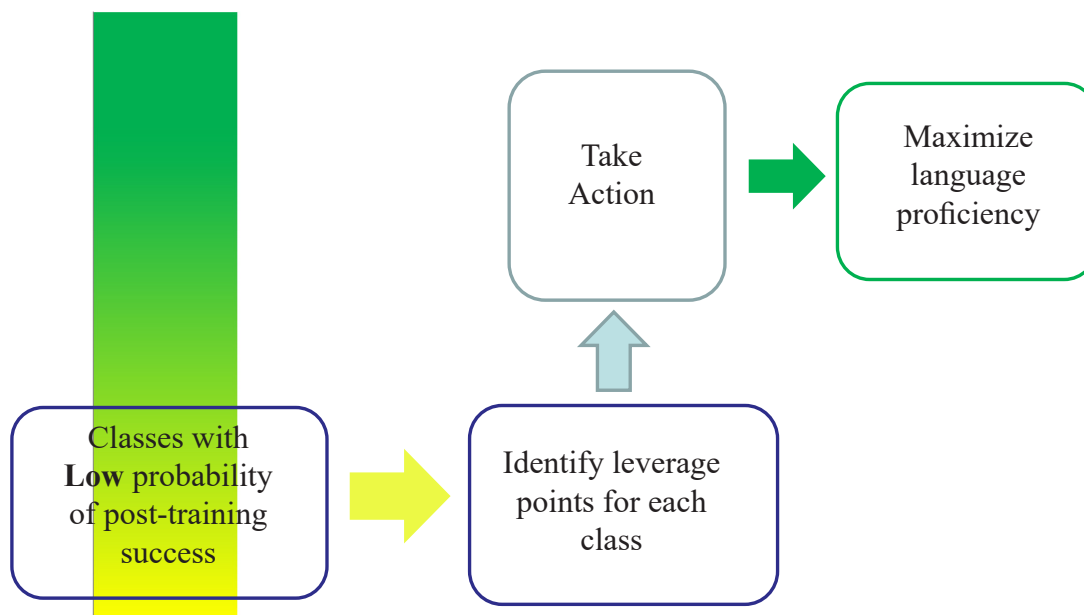 Classes with
Low probability
of post-training
success
Identify leverage
points for each
class
Take
Action
Maximize
language
proficiency